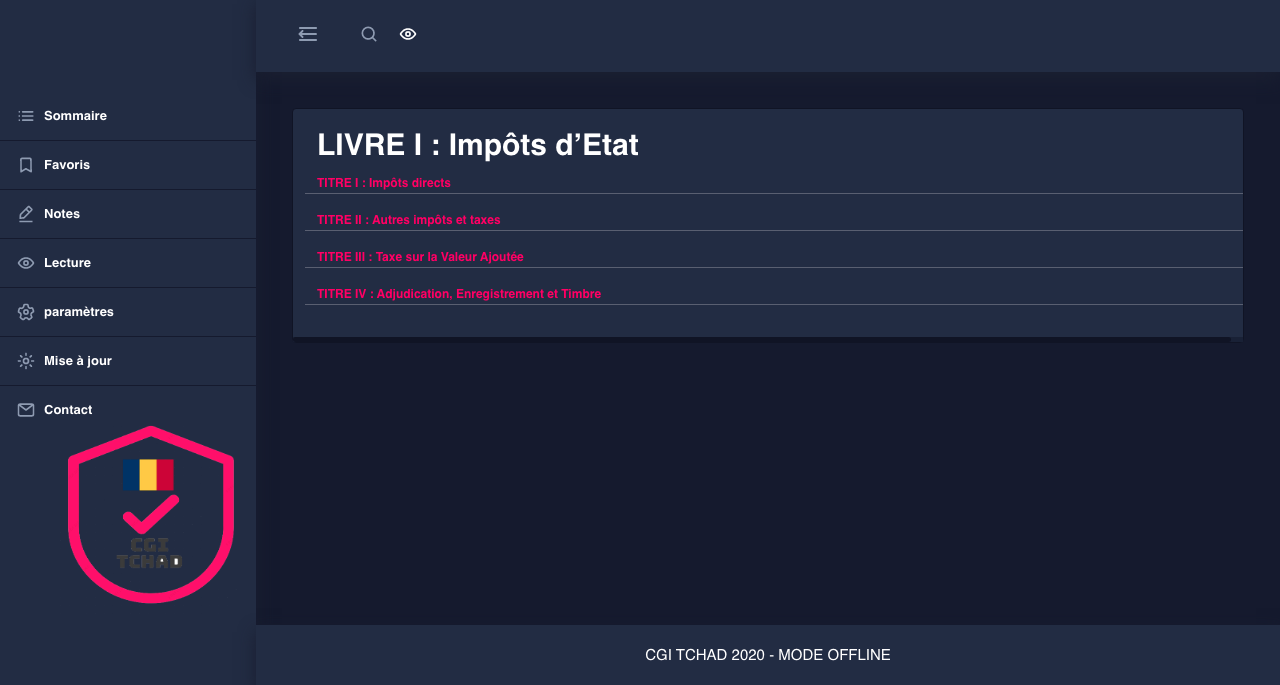 Sommaire
Favoris
Notes
Lecture
paramètres
Mise à jour
Contact
CGI
TCHAD
LIVRE I : Impôts d’Etat
TITRE I : Impôts directs
TITRE II : Autres impôts et taxes
TITRE III : Taxe sur la Valeur Ajoutée
TITRE IV : Adjudication, Enregistrement et Timbre
CGI TCHAD 2020 - MODE OFFLINE